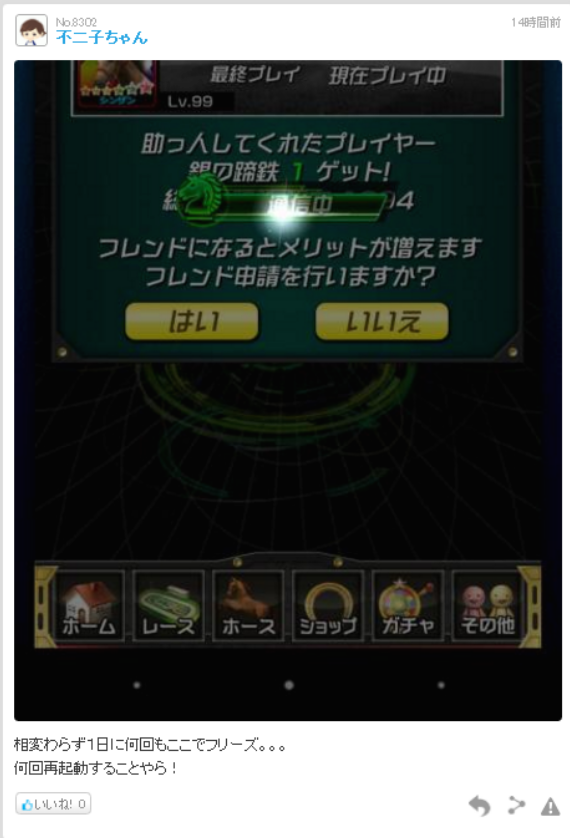 No.8302
14時間前
不二子ちゃん
最終プレイ 現在プレイ中
シンザン
Lv.99
助っ人してくれたプレイヤー
銀の蹄鉄 1 ゲット!
総
通信中
94
フレンドになるとメリットが増えます
フレンド申請を行いますか?
はい いいえ
ホーム レース ホース ショップ ガチャ その他
相変わらず1日に何回もここでフリーズ。。。
何回再起動することやら!
いいね! 0